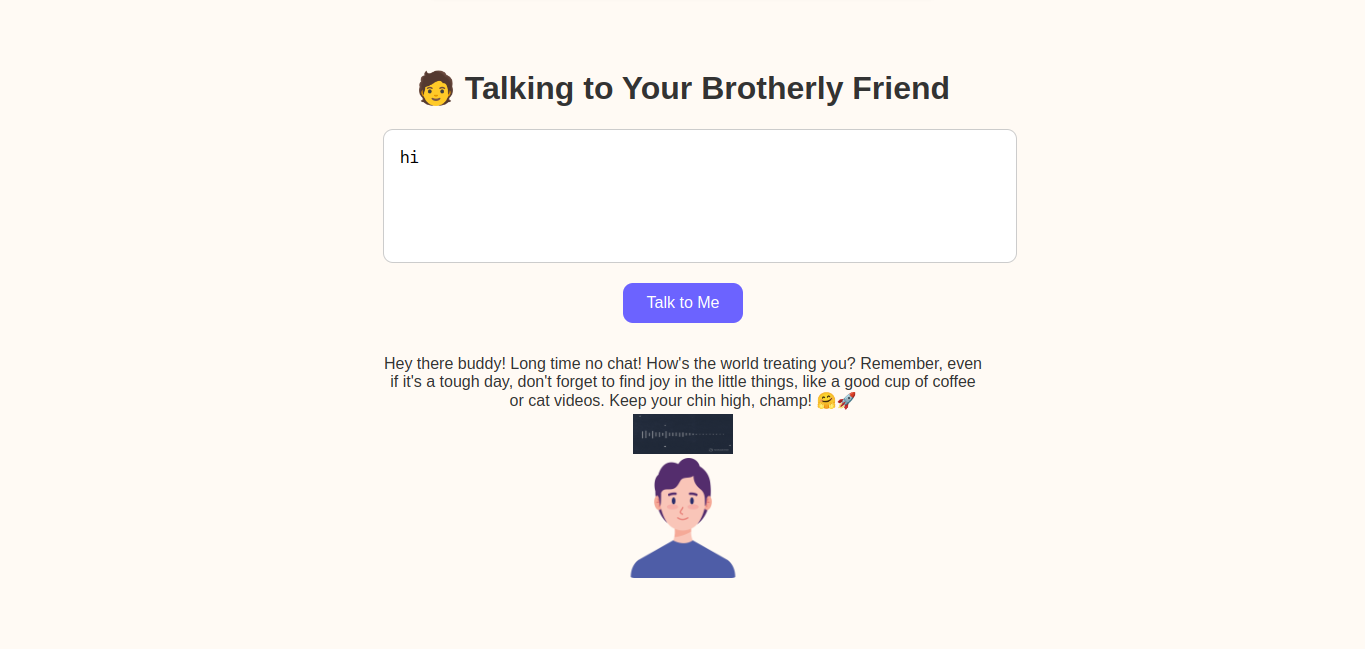 🧑 Talking to Your Brotherly Friend
hi
Talk to Me
Hey there buddy! Long time no chat! How's the world treating you? Remember, even
if it's a tough day, don't forget to find joy in the little things, like a good cup of coffee
or cat videos. Keep your chin high, champ! 🤗🚀